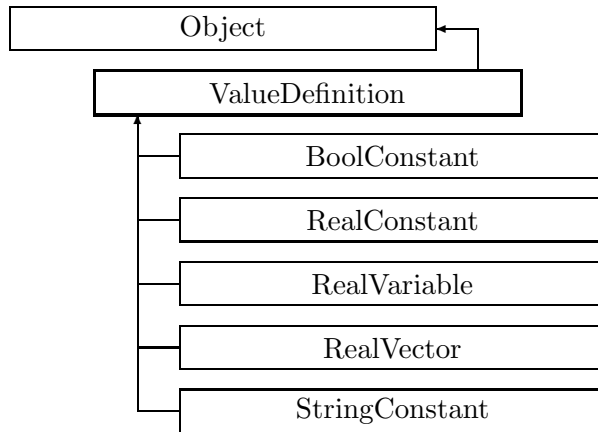 Object
ValueDefinition
BoolConstant
RealConstant
RealVariable
RealVector
StringConstant